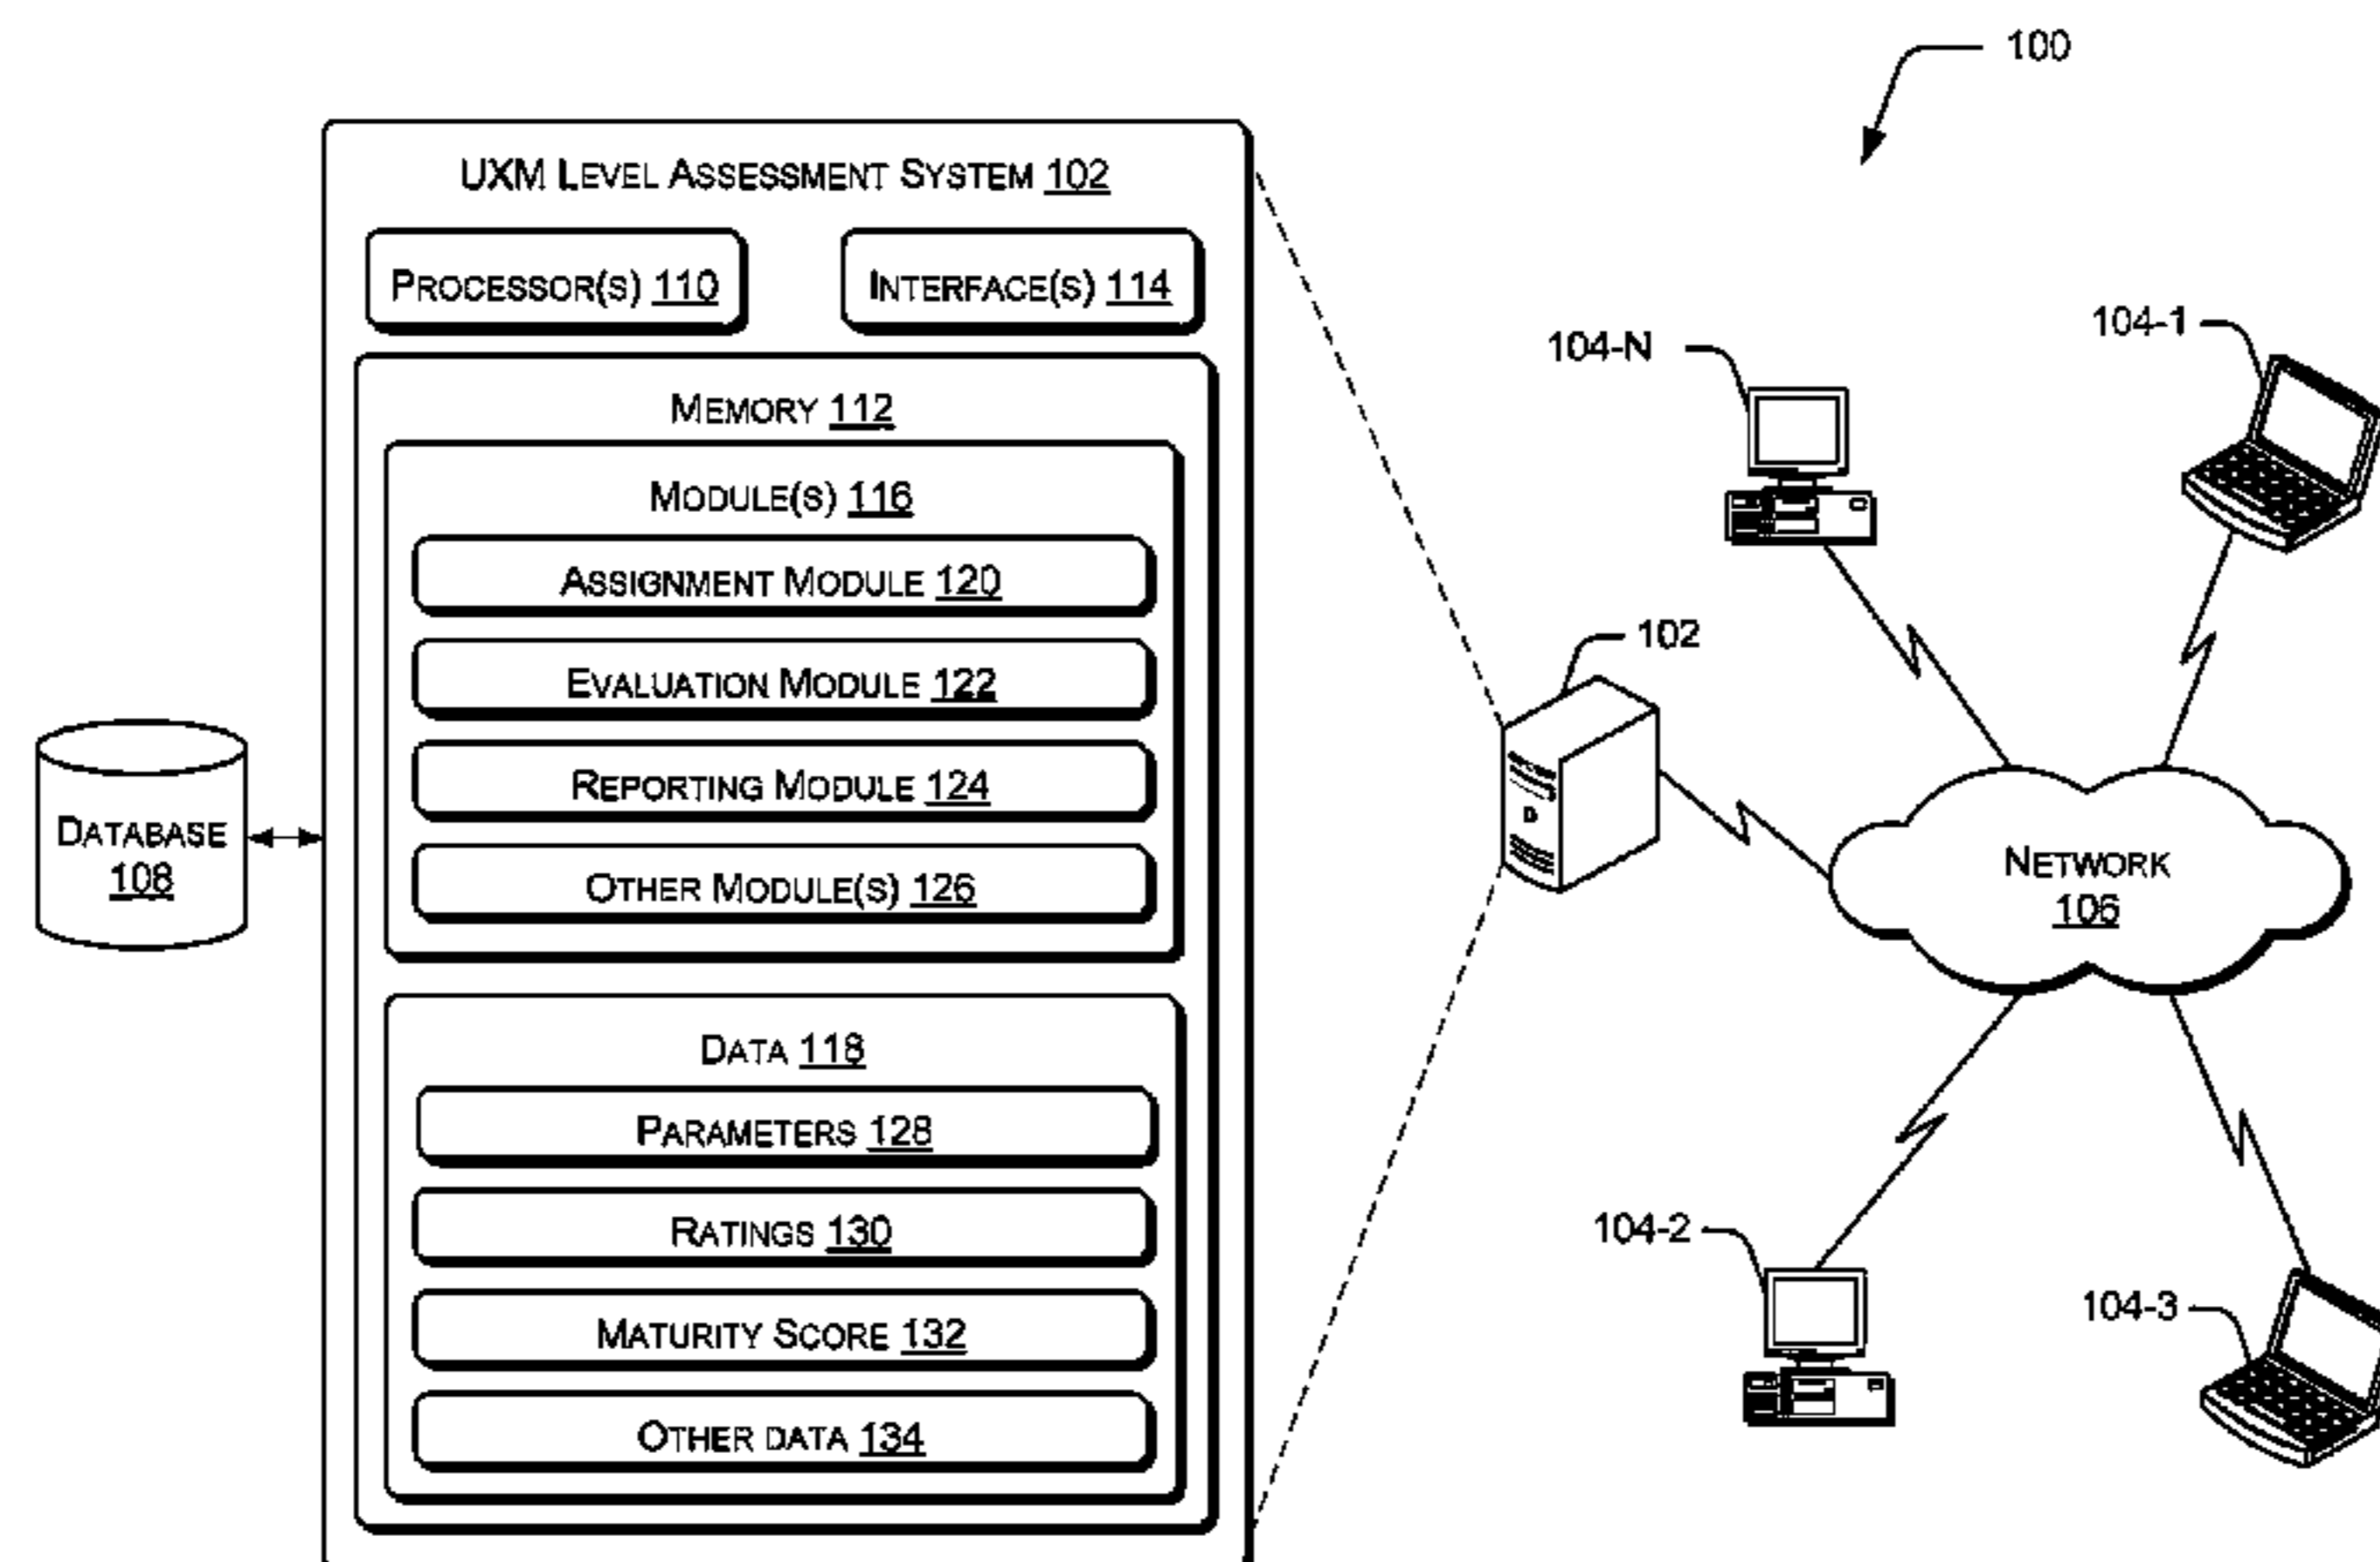 100
UXM LEVEL ASSESSMENT SYSTEM 102
PROCESSOR(S) 110
INTERFACE(S) 114
MEMORY 112
MODULE(S) 116
ASSIGNMENT MODULE 120
EVALUATION MODULE 122
REPORTING MODULE 124
OTHER MODULE(S) 126
DATA 118
PARAMETERS 128
RATINGS 130
MATURITY SCORE 132
OTHER DATA 134
DATABASE
108
104-N
104-1
102
NETWORK
106
104-2
104-3